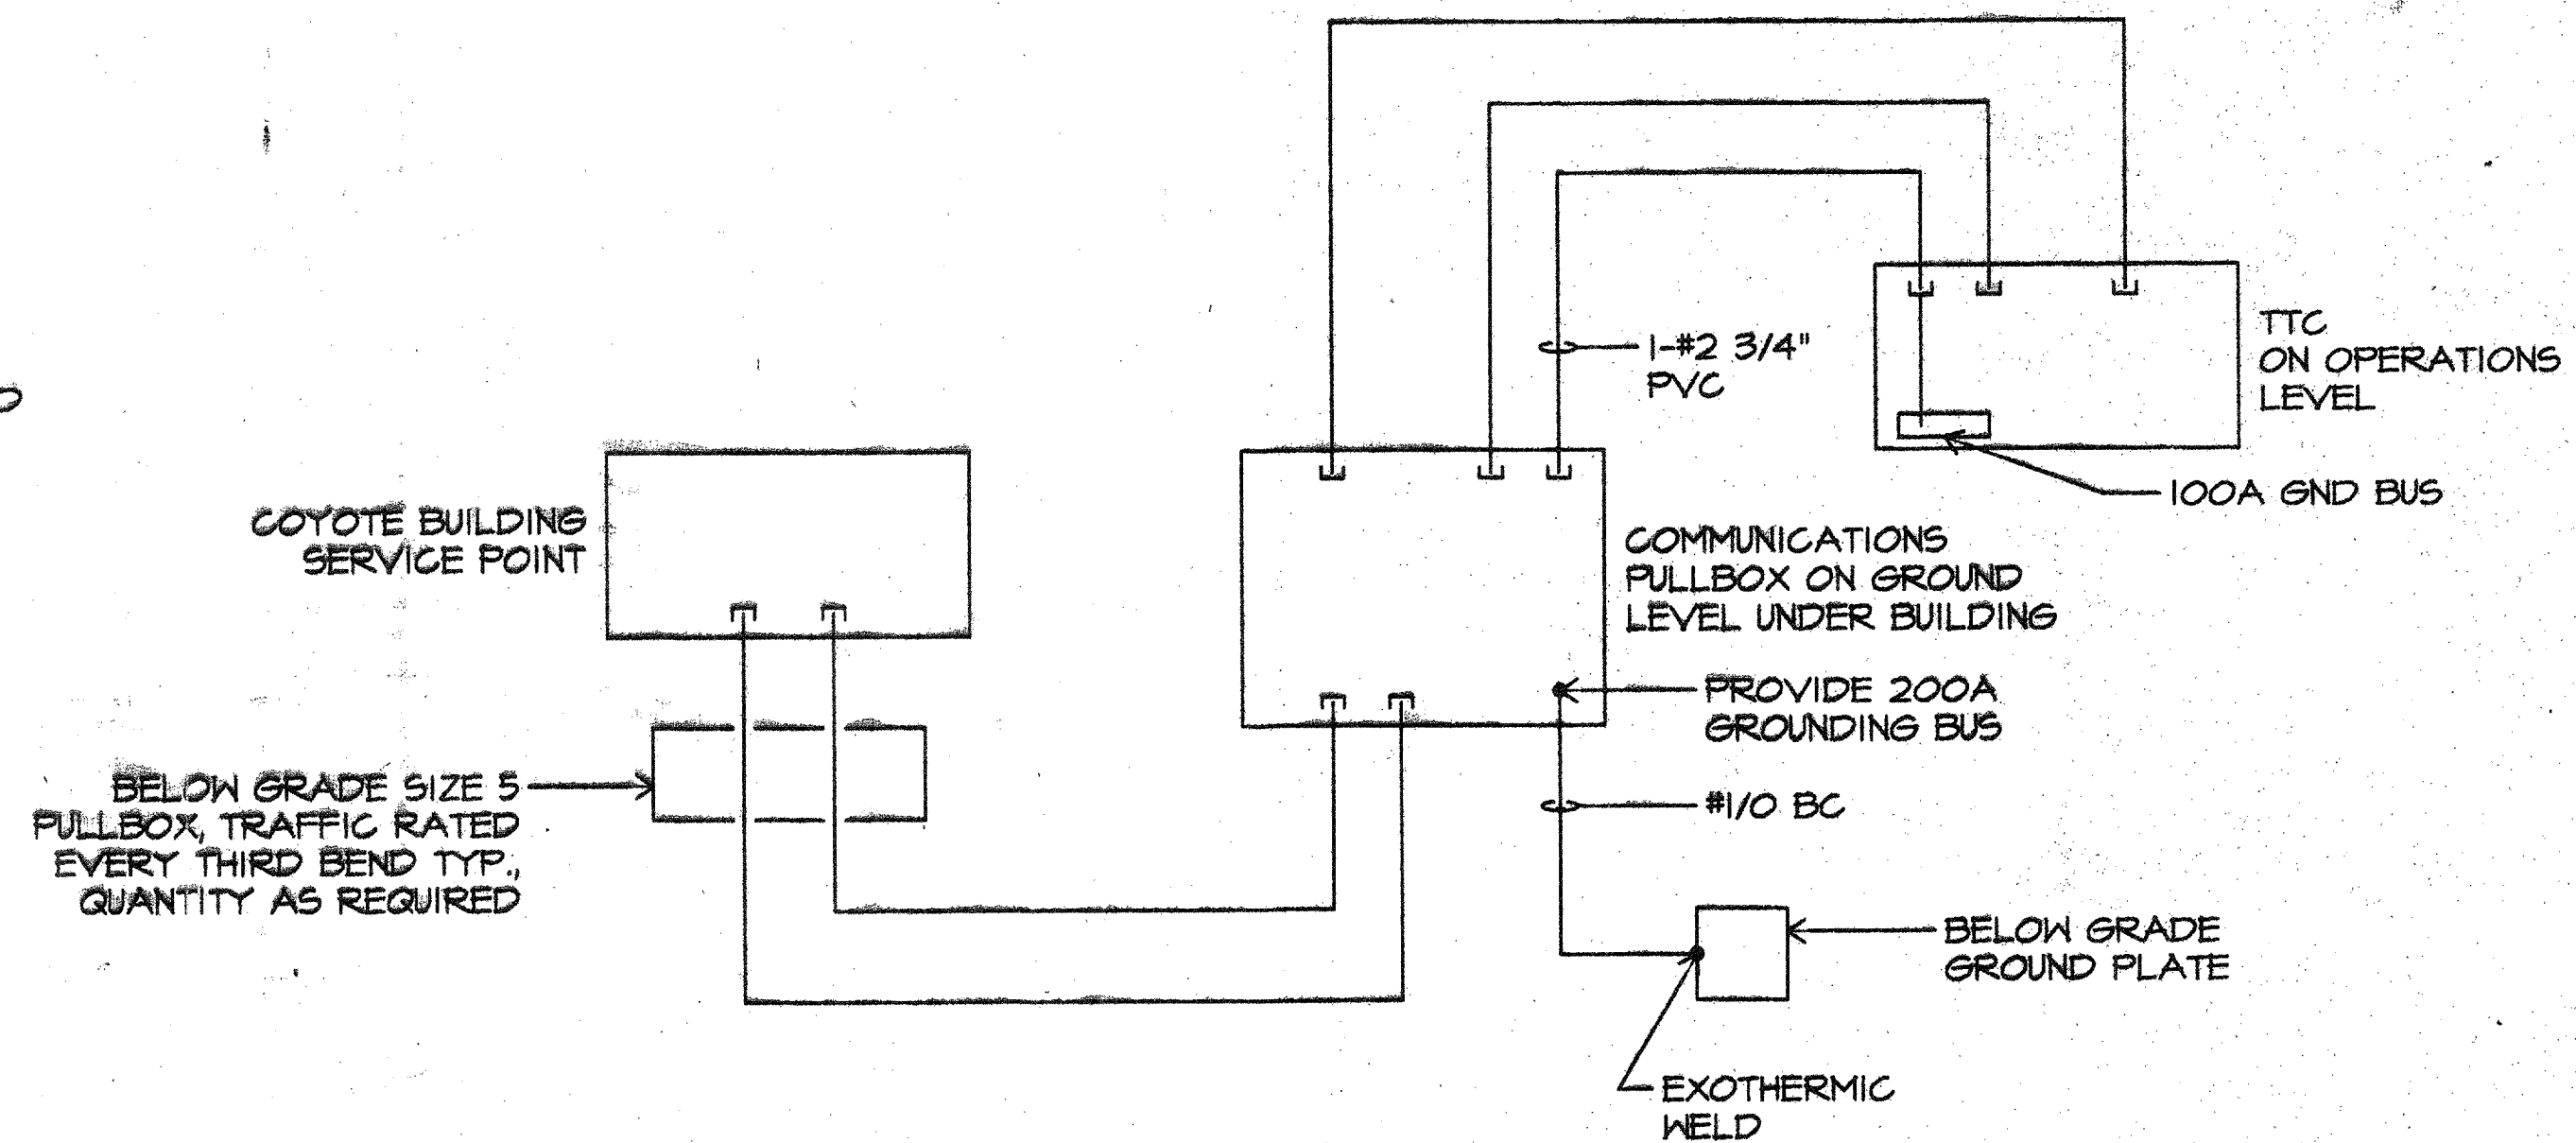 1-#2 3/4"
PVC
TTC
ON OPERATIONS
LEVEL
100A GND BUS
COYOTE BUILDING
SERVICE POINT
COMMUNICATIONS
PULLBOX ON GROUND
LEVEL UNDER BUILDING
PROVIDE 200A
GROUNDING BUS
BELOW GRADE SIZE 5
PULLBOX, TRAFFIC RATED
EVERY THIRD BEND TYP.,
QUANTITY AS REQUIRED
#1/0 BC
BELOW GRADE
GROUND PLATE
EXOTHERMIC
WELD